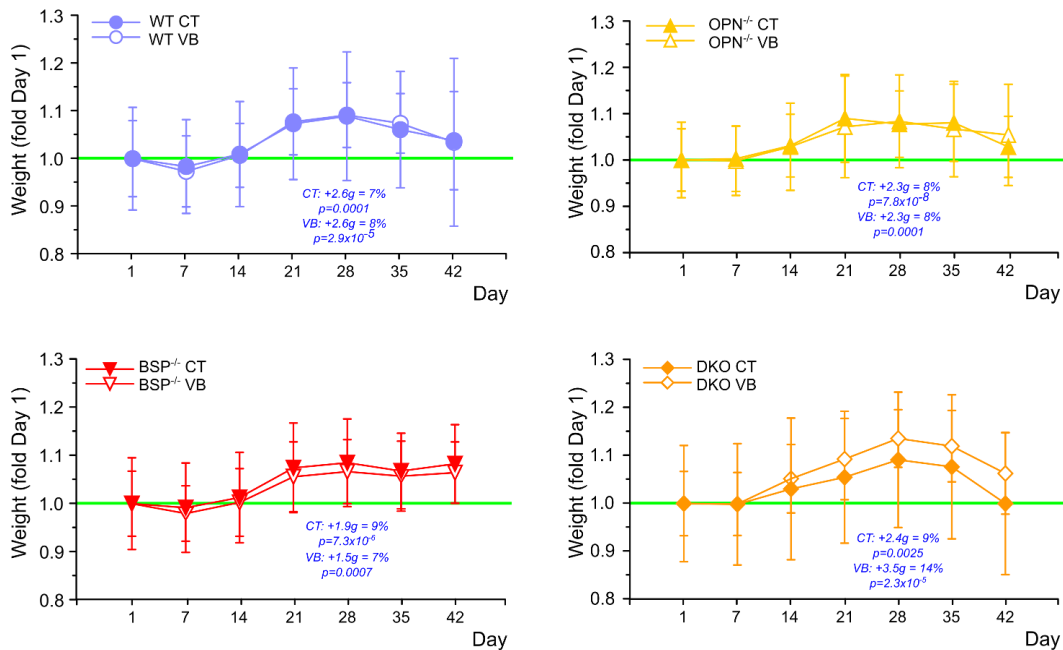 WT CT
WT VB
Weight (fold Day 1)
1.3
1.2
1.1
1.0
0.9
0.8
CT: +2.6g = 7%
p=0.0001
VB: +2.6g = 8%
p=2.9x10⁻⁵
1 7 14 21 28 35 42
Day
OPN⁻/⁻ CT
OPN⁻/⁻ VB
Weight (fold Day 1)
1.3
1.2
1.1
1.0
0.9
0.8
CT: +2.3g = 8%
p=7.8x10⁻⁸
VB: +2.3g = 8%
p=0.0001
1 7 14 21 28 35 42
Day
BSP⁻/⁻ CT
BSP⁻/⁻ VB
Weight (fold Day 1)
1.3
1.2
1.1
1.0
0.9
0.8
CT: +1.9g = 9%
p=7.3x10⁻⁶
VB: +1.5g = 7%
p=0.0007
1 7 14 21 28 35 42
Day
DKO CT
DKO VB
Weight (fold Day 1)
1.3
1.2
1.1
1.0
0.9
0.8
CT: +2.4g = 9%
p=0.0025
VB: +3.5g = 14%
p=2.3x10⁻⁵
1 7 14 21 28 35 42
Day